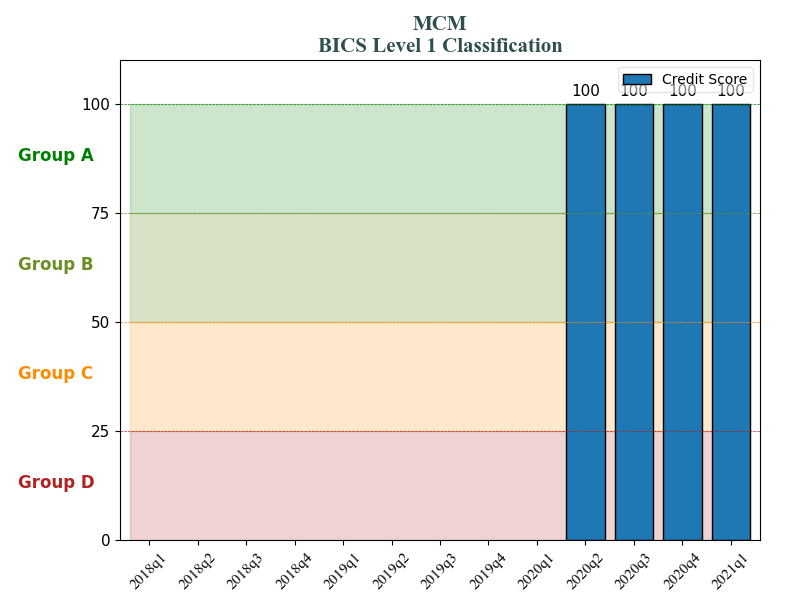 MCM
BICS Level 1 Classification
Credit Score
100 100 100 100
100
Group A
75
Group B
50
Group C
25
Group D
0
2018q1 2018q2 2018q3 2018q4 2019q1 2019q2 2019q3 2019q4 2020q1 2020q2 2020q3 2020q4 2021q1